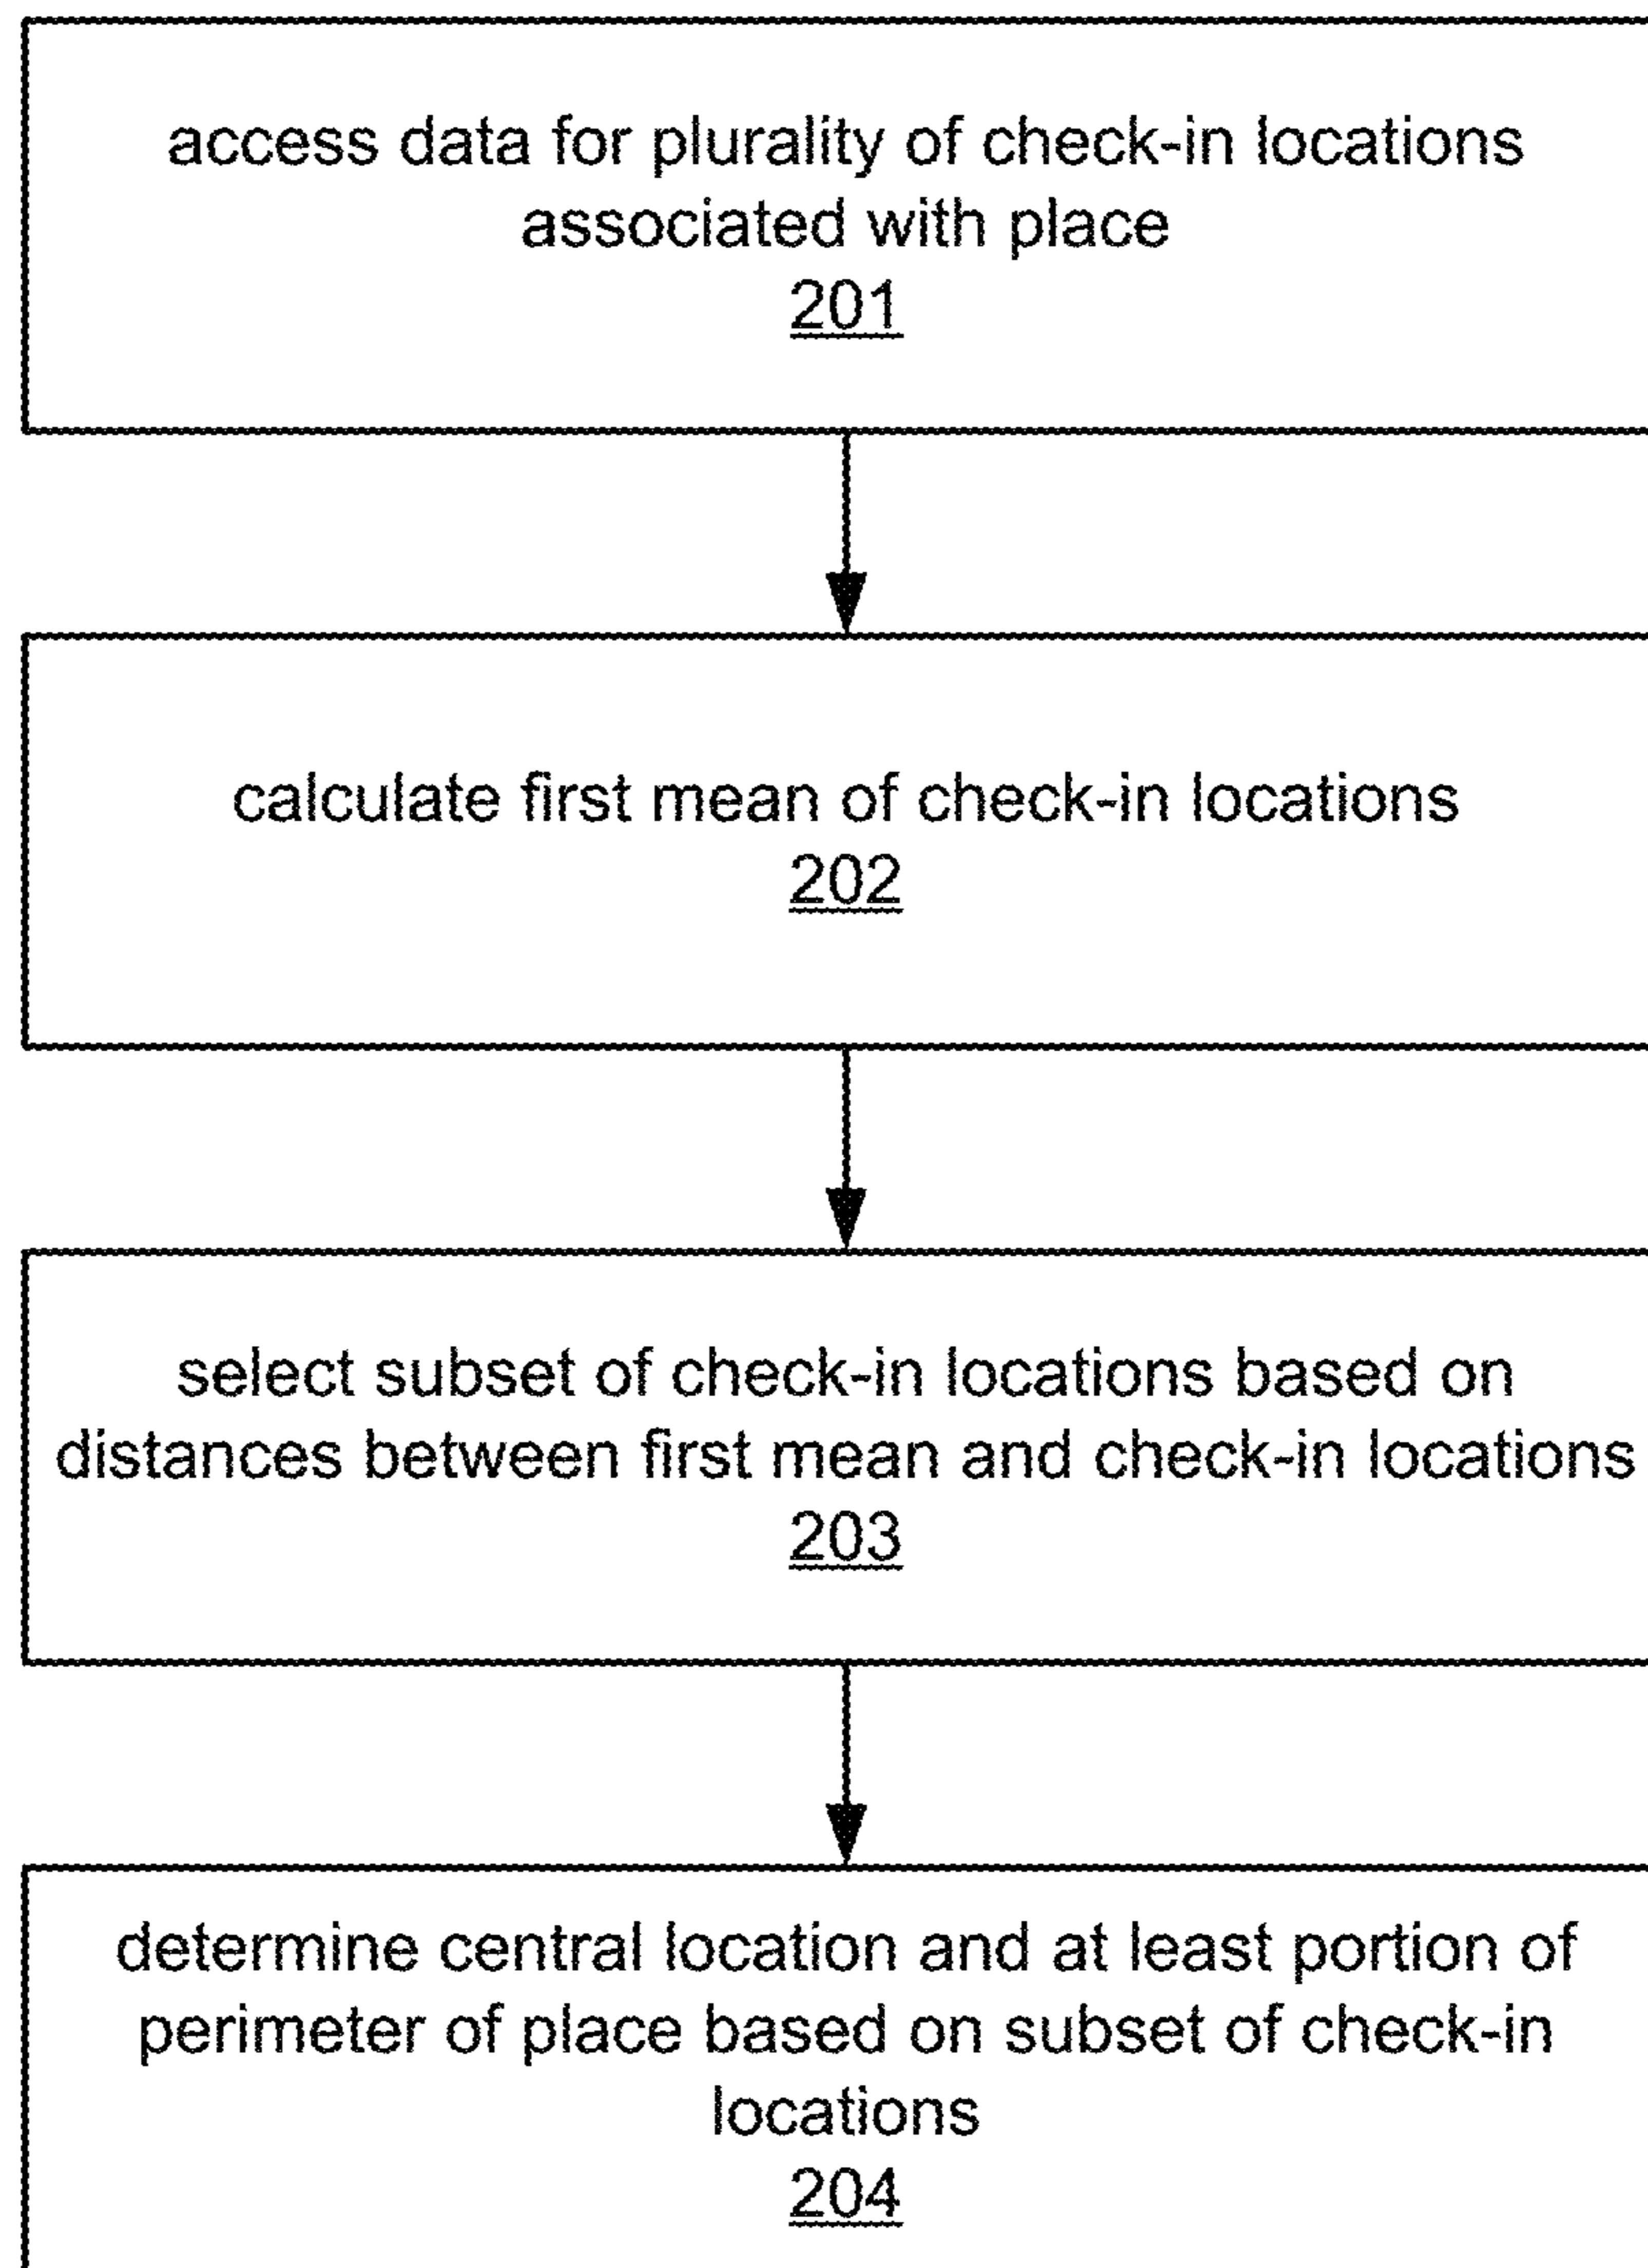 access data for plurality of check-in locations
associated with place
201
calculate first mean of check-in locations
202
select subset of check-in locations based on
distances between first mean and check-in locations
203
determine central location and at least portion of
perimeter of place based on subset of check-in
locations
204